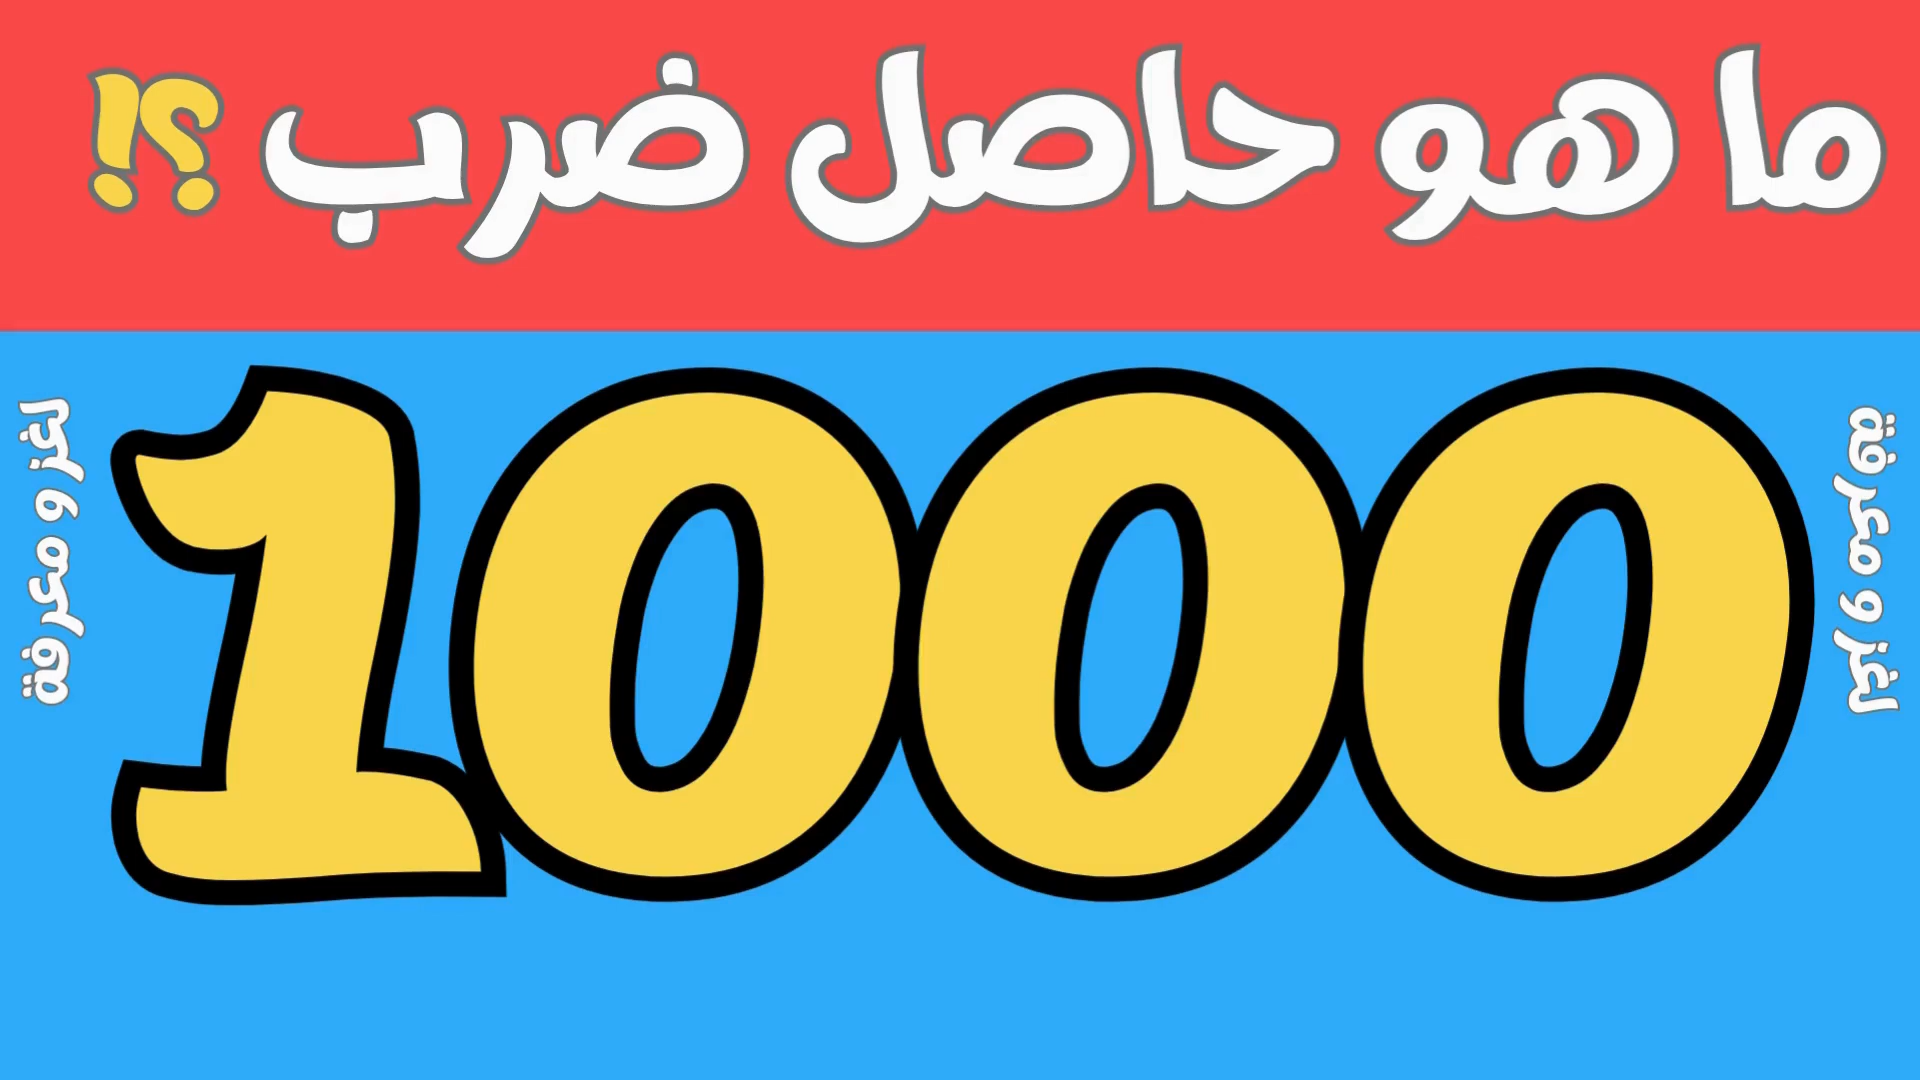 ما هو حاصل ضرب ؟!
1000
لغز و معرفة
لغز و معرفة